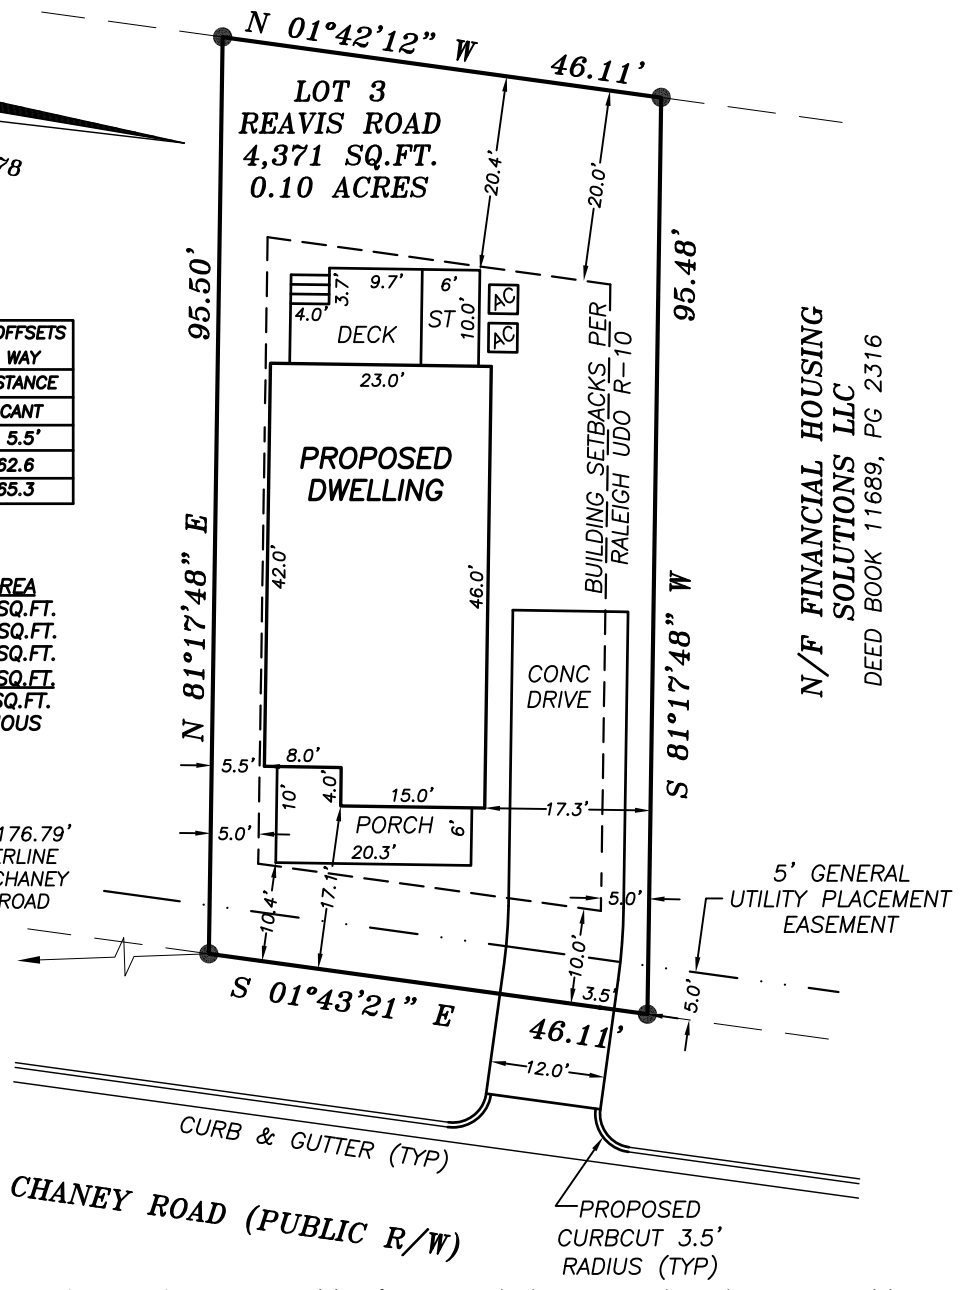 N 01°42'12" W
46.11'
LOT 3
REAVIS ROAD
4,371 SQ.FT.
0.10 ACRES
78
20.4'
20.0'
95.50'
95.48'
3.7'
9.7'
6'
4.0'
DECK
ST
10.0'
AC
AC
23.0'
OFFSETS
WAY
STANCE
CANT
5.5'
62.6
65.3
PROPOSED
DWELLING
BUILDING SETBACKS PER
RALEIGH UDO R-10
N/F FINANCIAL HOUSING
SOLUTIONS LLC
DEED BOOK 11689, PG 2316
N 81°17'48" E
42.0'
46.0'
S 81°17'48" W
REA
SQ.FT.
SQ.FT.
SQ.FT.
SQ.FT.
SQ.FT.
IOUS
CONC
DRIVE
5.5'
8.0'
10'
4.0'
15.0'
17.3'
5.0'
PORCH
6'
20.3'
176.79'
ERLINE
CHANEY
ROAD
10.4'
17.1'
5.0'
5' GENERAL
UTILITY PLACEMENT
EASEMENT
10.0'
3.5'
5.0'
S 01°43'21" E
46.11'
12.0'
CURB & GUTTER (TYP)
CHANEY ROAD (PUBLIC R/W)
PROPOSED
CURBCUT 3.5'
RADIUS (TYP)